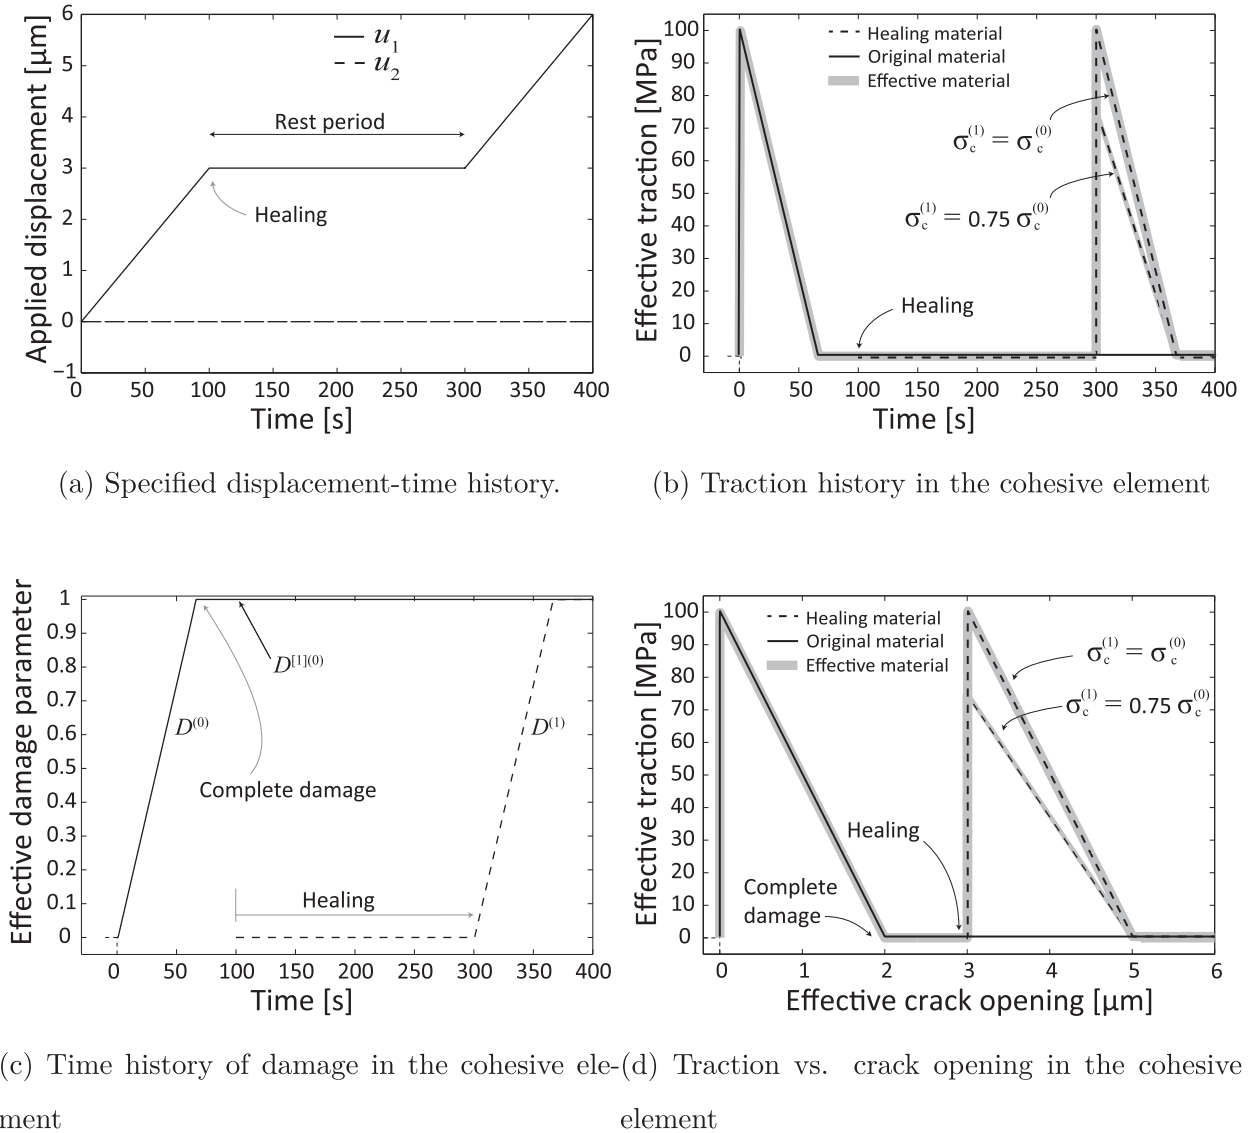 Applied displacement [μm]
6
5
4
3
2
1
0
−1
u1
u2
Rest period
Healing
0 50 100 150 200 250 300 350 400
Time [s]
(a) Specified displacement-time history.
Effective traction [MPa]
100
90
80
70
60
50
40
30
20
10
0
Healing material
Original material
Effective material
σc(1) = σc(0)
σc(1) = 0.75 σc(0)
Healing
0 50 100 150 200 250 300 350 400
Time [s]
(b) Traction history in the cohesive element
Effective damage parameter
1
0.9
0.8
0.7
0.6
0.5
0.4
0.3
0.2
0.1
0
D[1](0)
D(0)
D(1)
Complete damage
Healing
0 50 100 150 200 250 300 350 400
Time [s]
(c) Time history of damage in the cohesive ele-
ment
Effective traction [MPa]
100
90
80
70
60
50
40
30
20
10
0
Healing material
Original material
Effective material
σc(1) = σc(0)
σc(1) = 0.75 σc(0)
Healing
Complete
damage
0 1 2 3 4 5 6
Effective crack opening [μm]
(d) Traction vs. crack opening in the cohesive
element